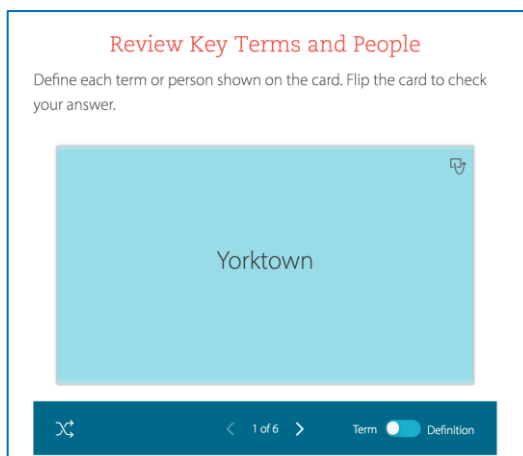 Review Key Terms and People
Define each term or person shown on the card. Flip the card to check
your answer.
Yorktown
1 of 6
Term
Definition